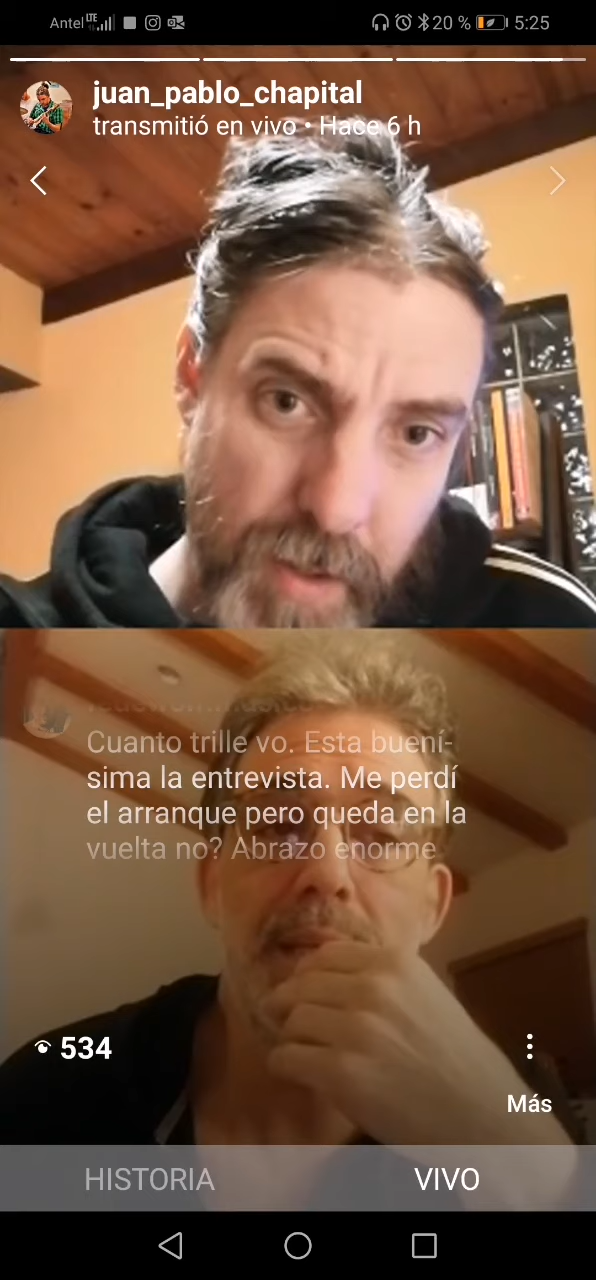 Antel LTE 20 % 5:25
juan_pablo_chapital
transmitió en vivo • Hace 6 h
Cuanto trille vo. Esta buení-
sima la entrevista. Me perdí
el arranque pero queda en la
vuelta no? Abrazo enorme
534
Más
HISTORIA VIVO